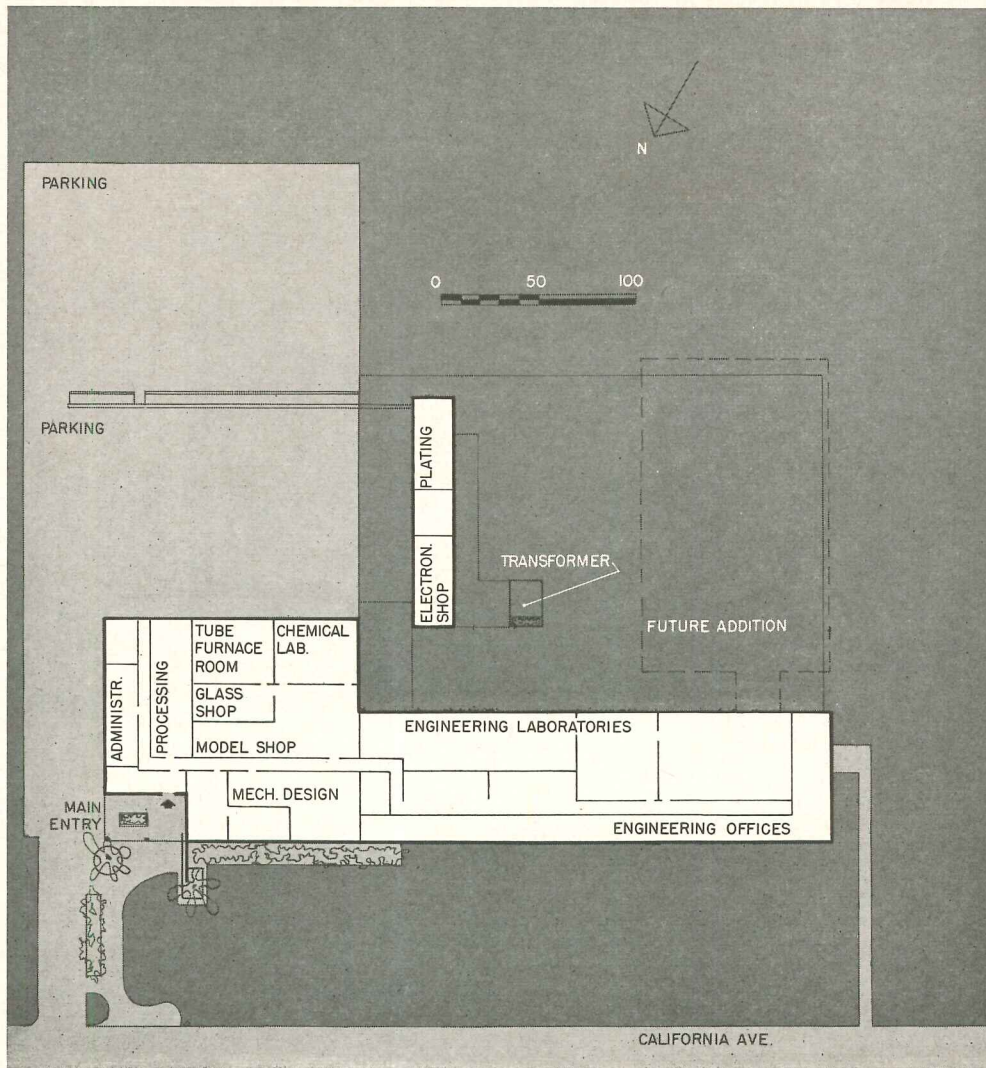 N
PARKING
0 50 100
PARKING
PLATING
ELECTRON.
SHOP
TRANSFORMER
FUTURE ADDITION
TUBE
FURNACE
ROOM
CHEMICAL
LAB.
ADMINISTR.
PROCESSING
GLASS
SHOP
MODEL SHOP
ENGINEERING LABORATORIES
MECH. DESIGN
MAIN
ENTRY
ENGINEERING OFFICES
CALIFORNIA AVE.